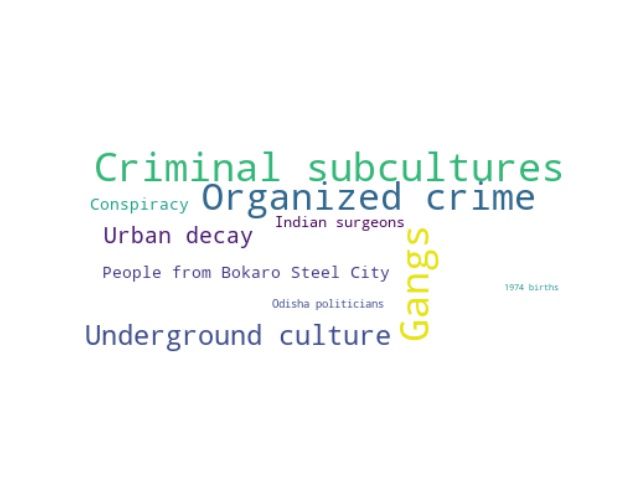 Criminal subcultures
Organized crime
Conspiracy
Indian surgeons
Urban decay
Gangs
People from Bokaro Steel City
1974 births
Odisha politicians
Underground culture